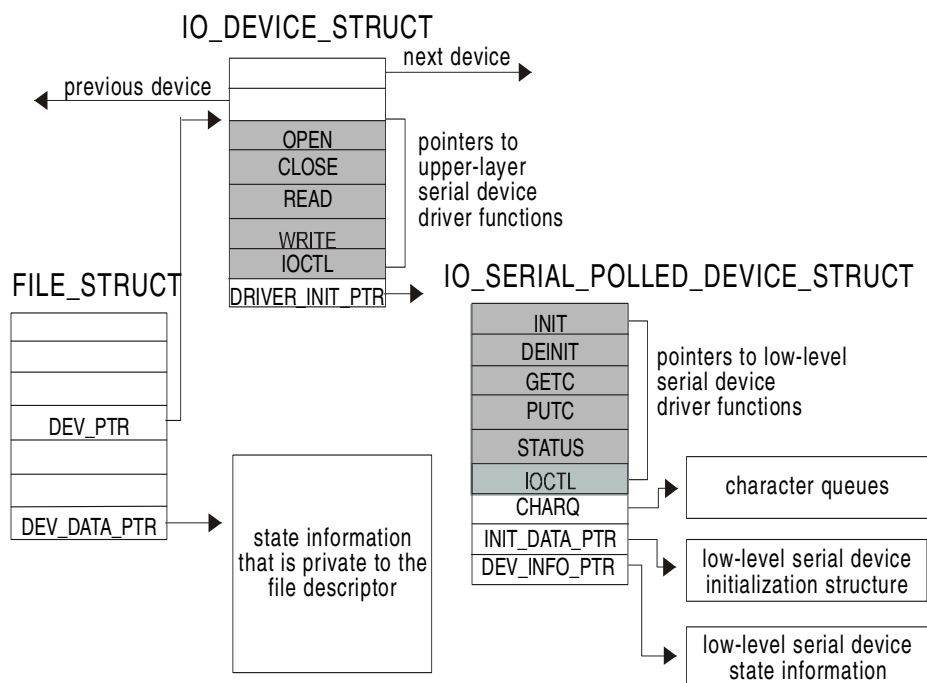 IO_DEVICE_STRUCT
next device
previous device
OPEN
CLOSE
READ
WRITE
IOCTL
DRIVER_INIT_PTR
pointers to
upper-layer
serial device
driver functions
FILE_STRUCT
DEV_PTR
DEV_DATA_PTR
state information
that is private to the
file descriptor
IO_SERIAL_POLLED_DEVICE_STRUCT
INIT
DEINIT
GETC
PUTC
STATUS
IOCTL
CHARQ
INIT_DATA_PTR
DEV_INFO_PTR
pointers to low-level
serial device
driver functions
character queues
low-level serial device
initialization structure
low-level serial device
state information